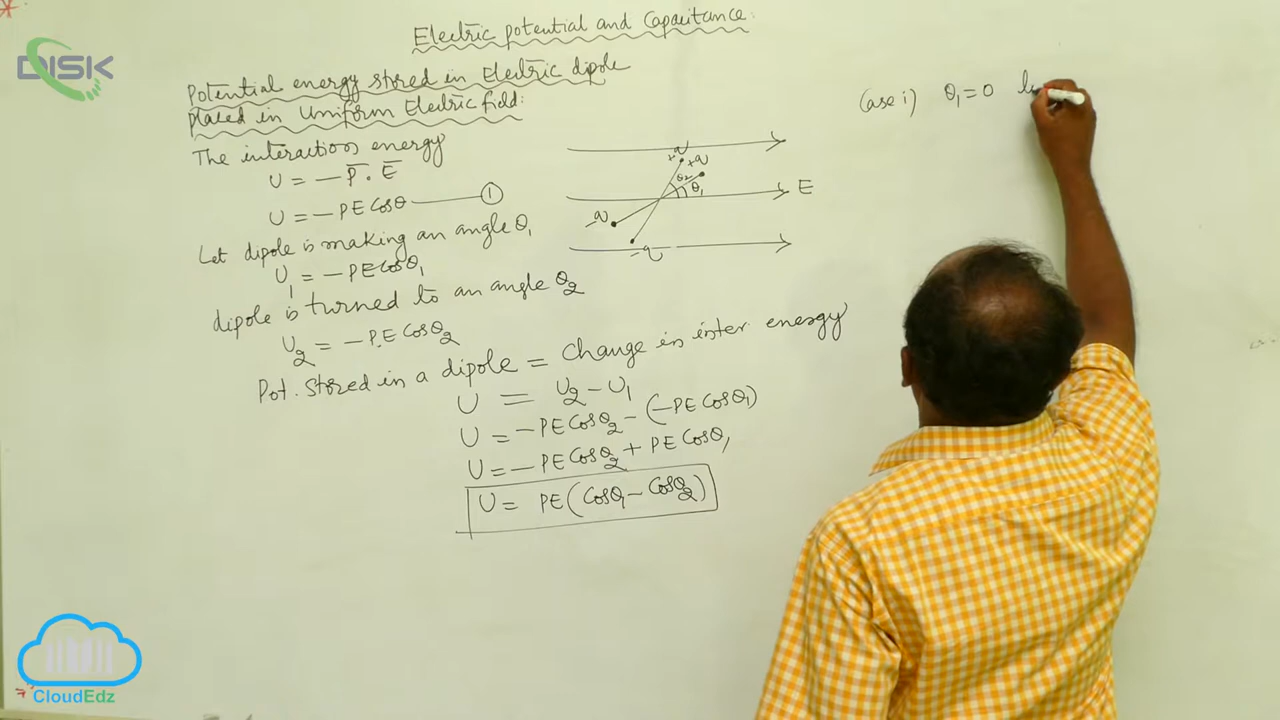 Electric potential and Capacitance.
DISK
Potential energy stored in Electric dipole
placed in Uniform Electric field:
The interaction energy
U = - P̅ . E̅
U = - PE Cosθ ——— ①
Let dipole is making an angle θ₁
U₁ = - PE Cosθ₁
dipole is turned to an angle θ₂
U₂ = - P.E Cosθ₂
Pot. Stored in a dipole = Change in inter energy
U = U₂ - U₁
U = - PE Cosθ₂ - (- PE Cosθ₁)
U = - PE Cosθ₂ + PE Cosθ₁
U = PE (Cosθ₁ - Cosθ₂)
+q
+q
θ₂
θ₁
E
-q
-q
Case i) θ₁ = 0
CloudEdz